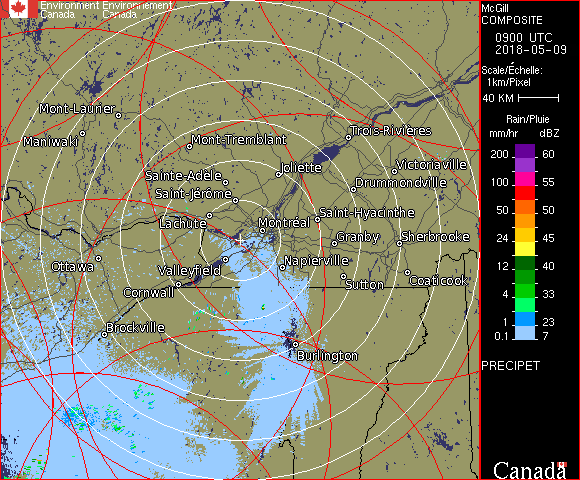 Environment Environnement
Canada Canada
McGill
COMPOSITE
0900 UTC
2018-05-09
Scale/Échelle:
1km/Pixel
40 KM
Rain/Pluie
mm/hr dBZ
200 60
100 55
50 50
24 45
12 40
4 33
1 23
0.1 7
PRECIPET
Canada
Mont-Laurier
Maniwaki
Mont-Tremblant
Trois-Rivières
Joliette
Victoriaville
Sainte-Adèle
Drummondville
Saint-Jérôme
Lachute
Montréal
Saint-Hyacinthe
Granby
Sherbrooke
Ottawa
Valleyfield
Napierville
Cornwall
Sutton
Coaticook
Brockville
Burlington